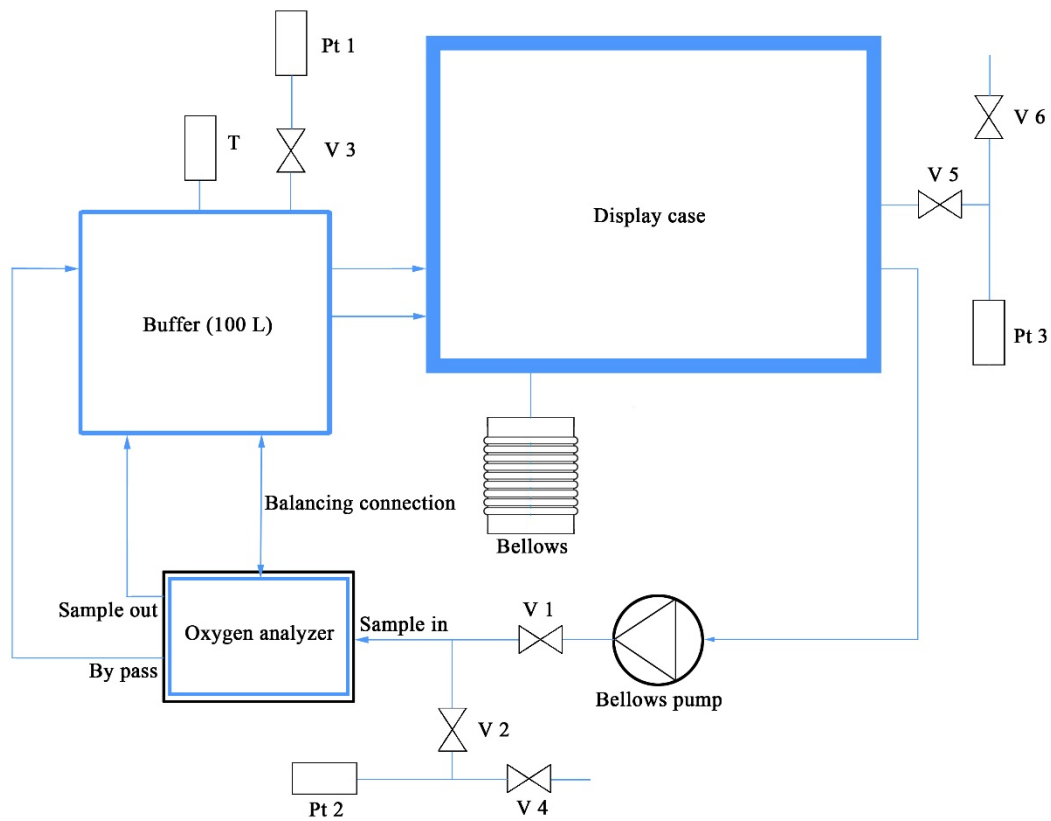 Pt 1
T
V 3
V 6
V 5
Display case
Buffer (100 L)
Pt 3
Balancing connection
Bellows
Sample out
Oxygen analyzer
Sample in
V 1
By pass
Bellows pump
V 2
Pt 2
V 4